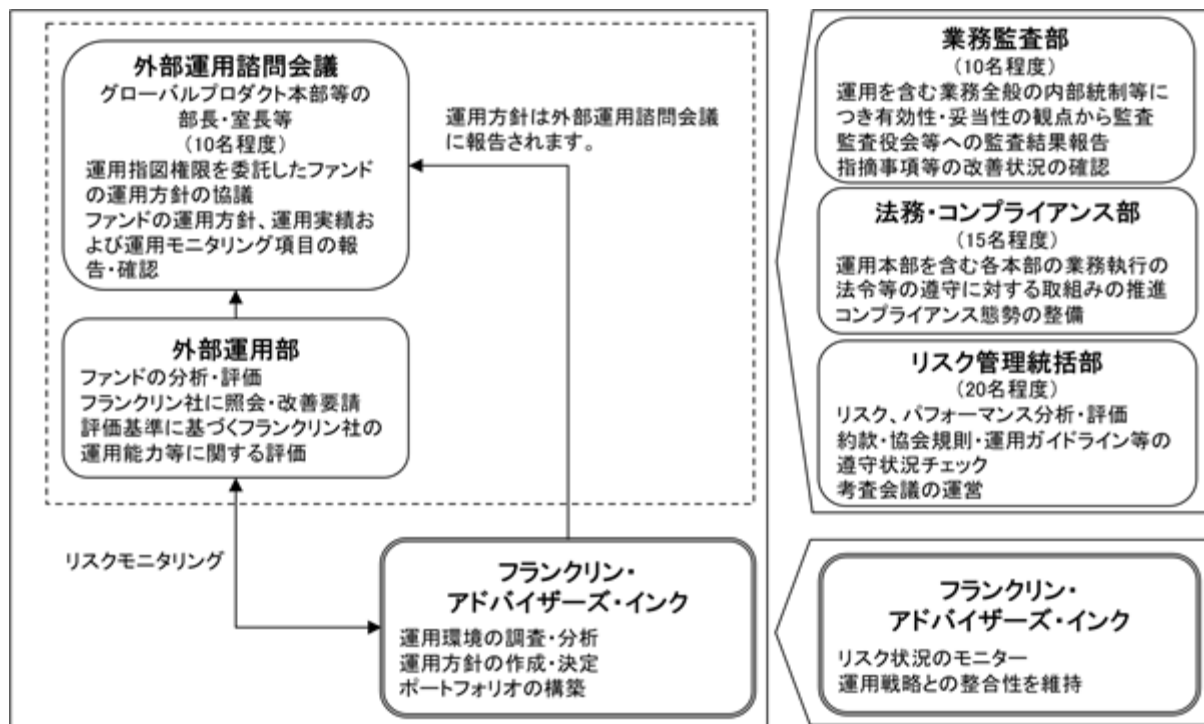 外部運用諮問会議
グローバルプロダクト本部等の
部長・室長等
(10名程度)
運用指図権限を委託したファンド
の運用方針の協議
ファンドの運用方針、運用実績お
よび運用モニタリング項目の報
告・確認
運用方針は外部運用諮問会議
に報告されます。
外部運用部
ファンドの分析・評価
フランクリン社に照会・改善要請
評価基準に基づくフランクリン社の
運用能力等に関する評価
リスクモニタリング
フランクリン・
アドバイザーズ・インク
運用環境の調査・分析
運用方針の作成・決定
ポートフォリオの構築
業務監査部
(10名程度)
運用を含む業務全般の内部統制等に
つき有効性・妥当性の観点から監査
監査役会等への監査結果報告
指摘事項等の改善状況の確認
法務・コンプライアンス部
(15名程度)
運用本部を含む各本部の業務執行の
法令等の遵守に対する取組みの推進
コンプライアンス態勢の整備
リスク管理統括部
(20名程度)
リスク、パフォーマンス分析・評価
約款・協会規則・運用ガイドライン等の
遵守状況チェック
考査会議の運営
フランクリン・
アドバイザーズ・インク
リスク状況のモニター
運用戦略との整合性を維持